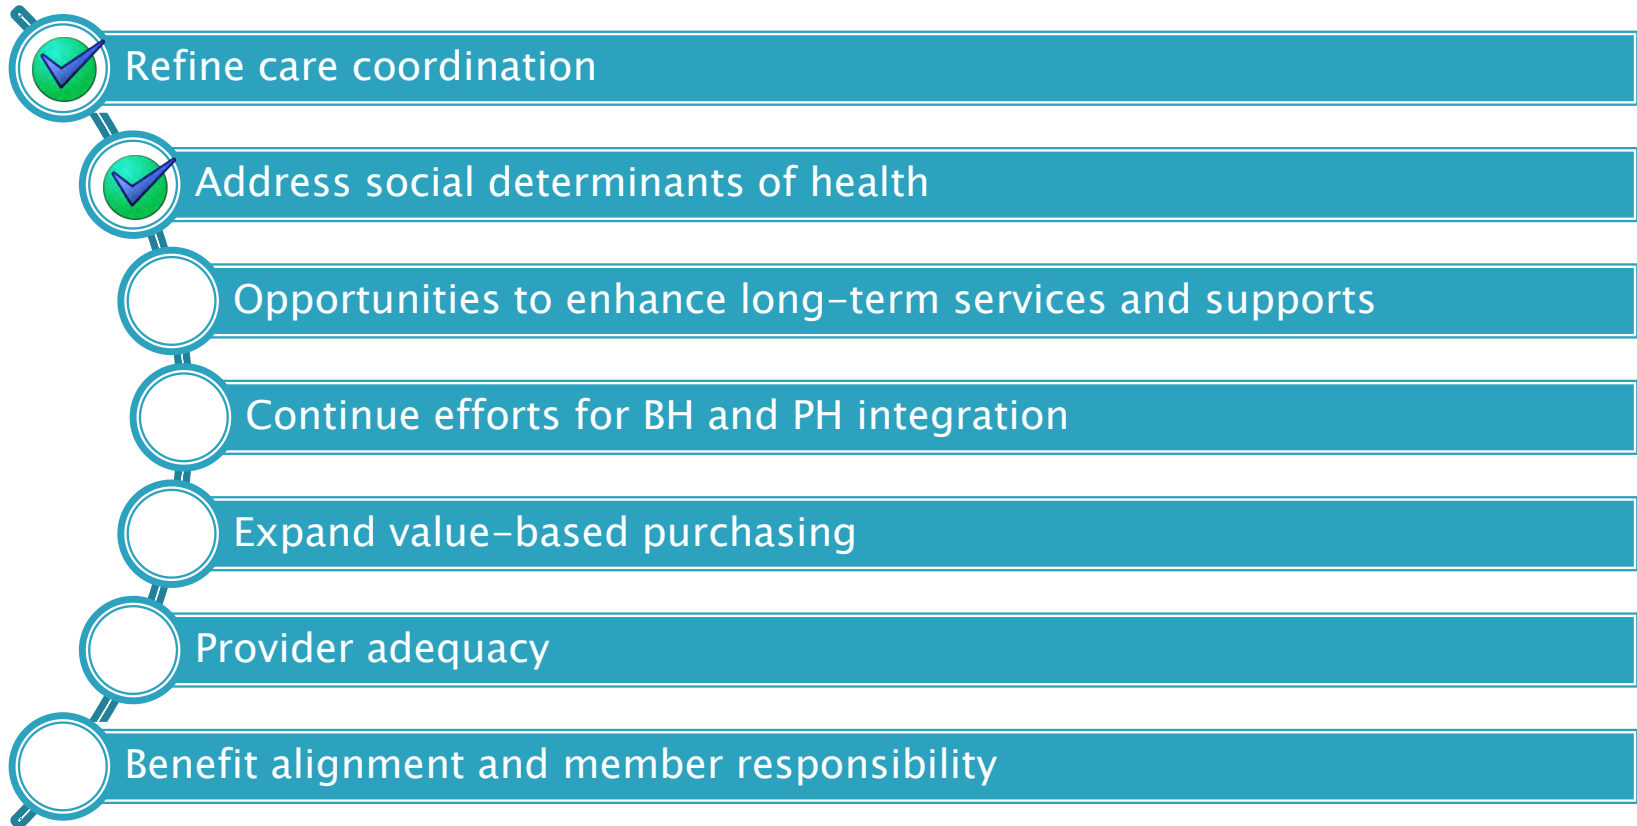 Refine care coordination
Address social determinants of health
Opportunities to enhance long-term services and supports
Continue efforts for BH and PH integration
Expand value-based purchasing
Provider adequacy
Benefit alignment and member responsibility